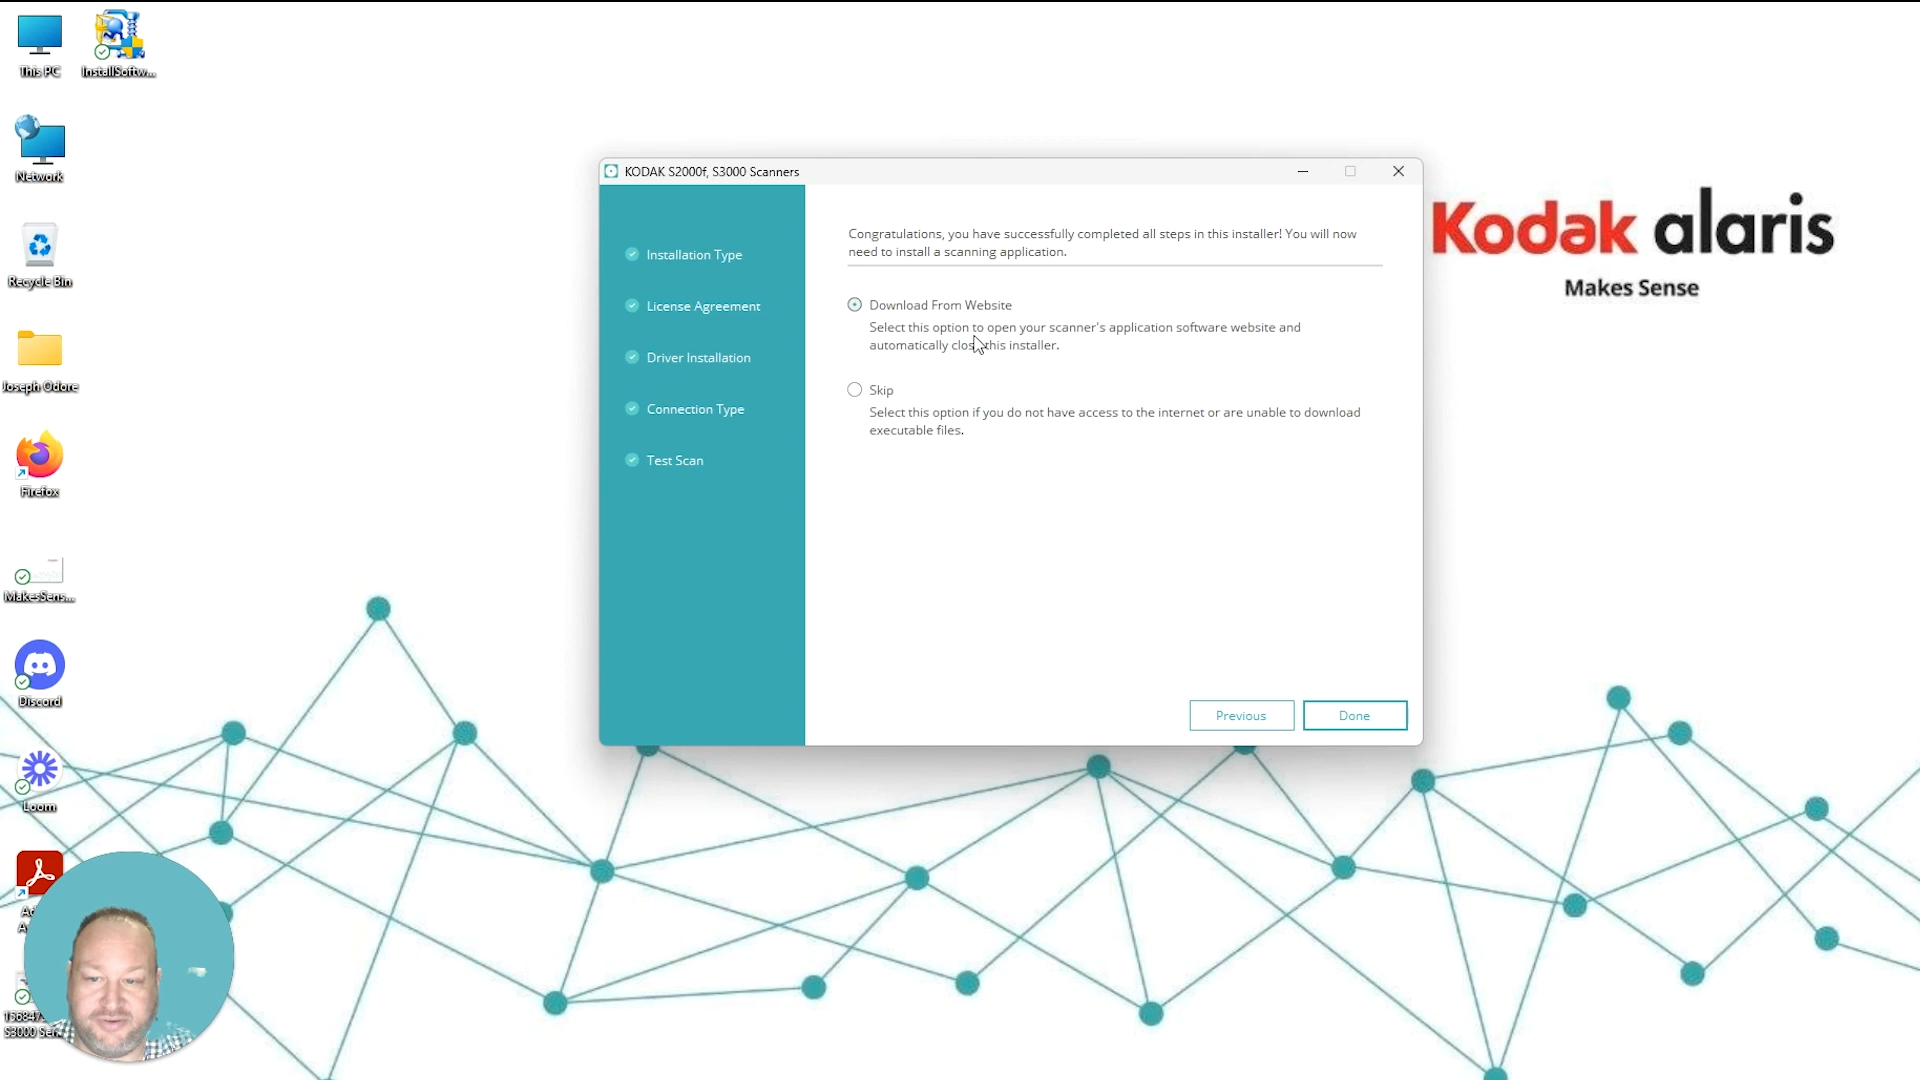 This PC
InstallSoftw...
Network
Recycle Bin
Joseph Odore
Firefox
MakesSens...
Discord
Loom
S3000
KODAK S2000f, S3000 Scanners
Installation Type
License Agreement
Driver Installation
Connection Type
Test Scan
Congratulations, you have successfully completed all steps in this installer! You will now
need to install a scanning application.
Download From Website
Select this option to open your scanner's application software website and
automatically close this installer.
Skip
Select this option if you do not have access to the internet or are unable to download
executable files.
Previous
Done
Kodak alaris
Makes Sense